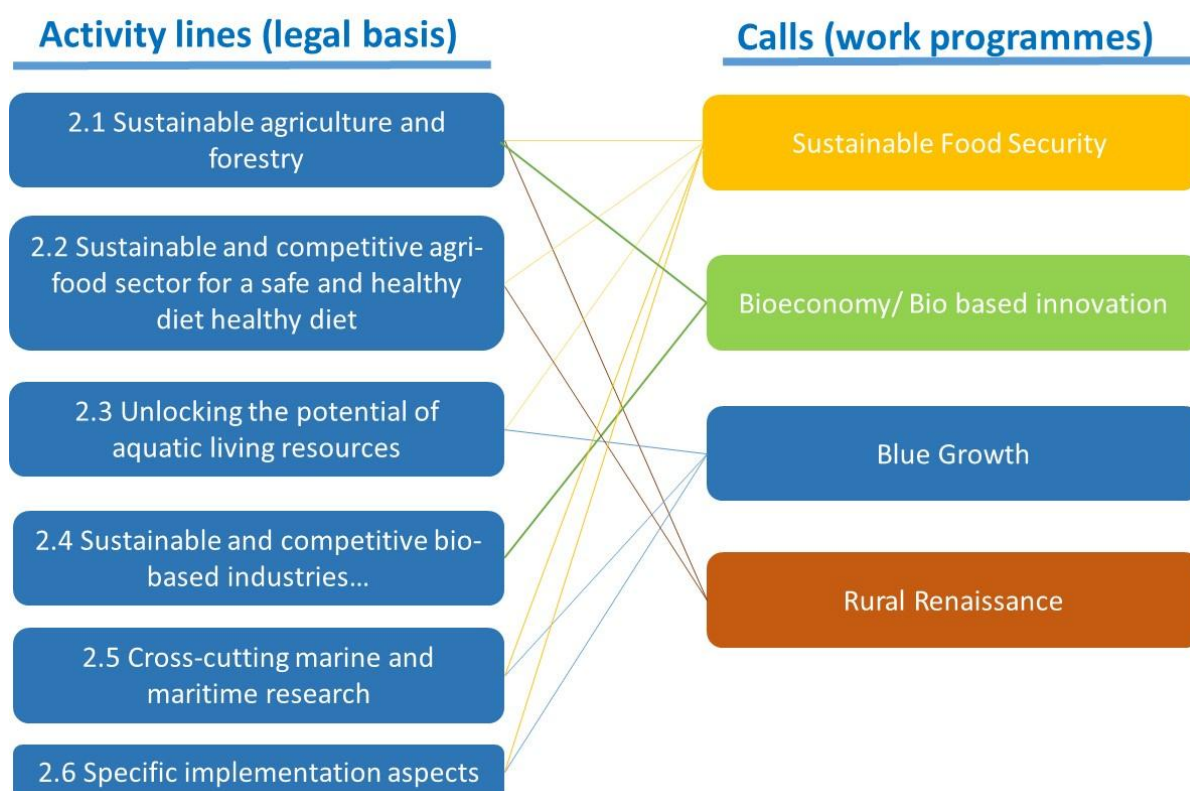 Activity lines (legal basis)
2.1 Sustainable agriculture and
forestry
2.2 Sustainable and competitive agri-
food sector for a safe and healthy
diet healthy diet
2.3 Unlocking the potential of
aquatic living resources
2.4 Sustainable and competitive bio-
based industries…
2.5 Cross-cutting marine and
maritime research
2.6 Specific implementation aspects
Calls (work programmes)
Sustainable Food Security
Bioeconomy/ Bio based innovation
Blue Growth
Rural Renaissance